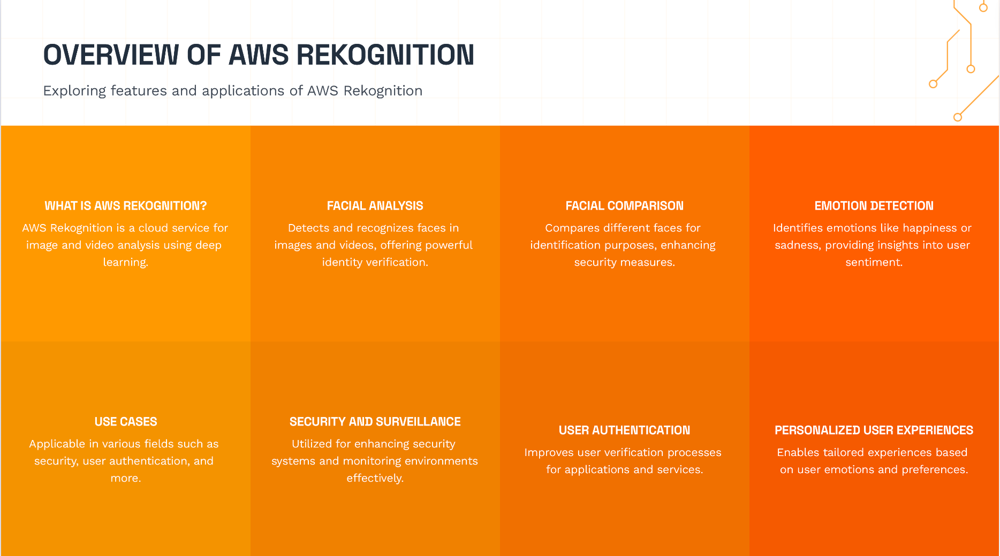 OVERVIEW OF AWS REKOGNITION
Exploring features and applications of AWS Rekognition
WHAT IS AWS REKOGNITION?
AWS Rekognition is a cloud service for
image and video analysis using deep
learning.
FACIAL ANALYSIS
Detects and recognizes faces in
images and videos, offering powerful
identity verification.
FACIAL COMPARISON
Compares different faces for
identification purposes, enhancing
security measures.
EMOTION DETECTION
Identifies emotions like happiness or
sadness, providing insights into user
sentiment.
USE CASES
Applicable in various fields such as
security, user authentication, and
more.
SECURITY AND SURVEILLANCE
Utilized for enhancing security
systems and monitoring environments
effectively.
USER AUTHENTICATION
Improves user verification processes
for applications and services.
PERSONALIZED USER EXPERIENCES
Enables tailored experiences based
on user emotions and preferences.